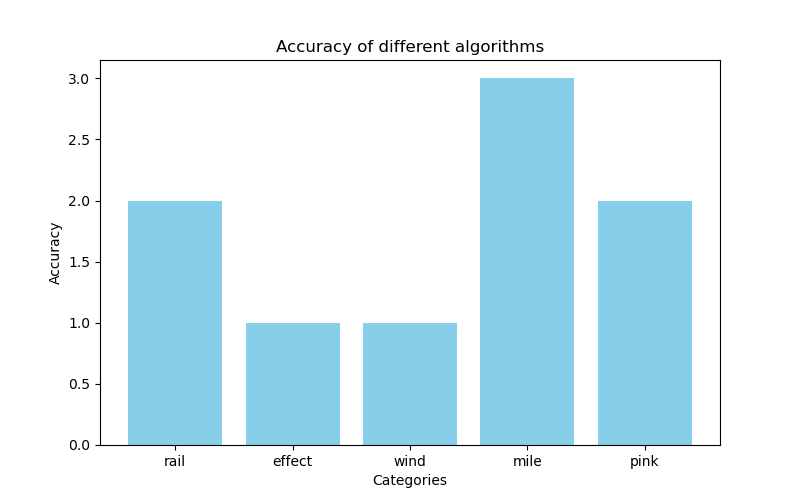 Accuracy of different algorithms
3.0
2.5
2.0
1.5
1.0
0.5
0.0
Accuracy
rail effect wind mile pink
Categories